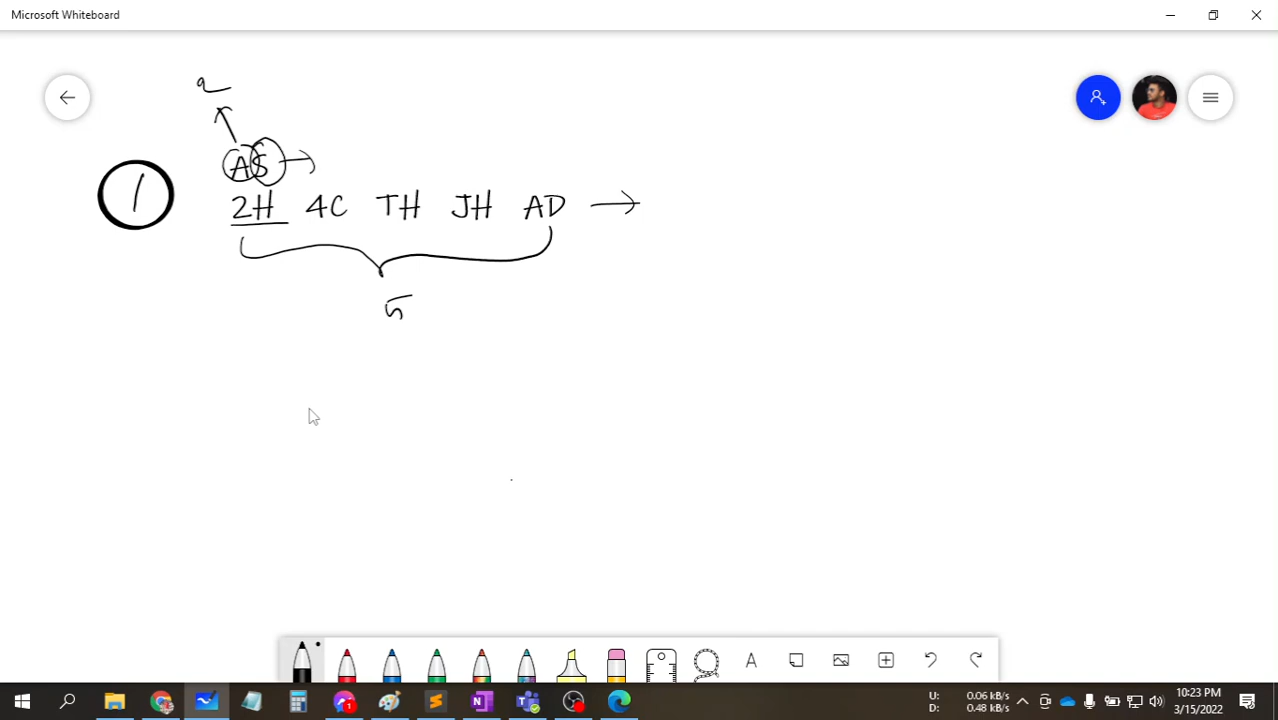 Microsoft Whiteboard
AS
1
2H 4C TH JH AD
5
A
1
U: 0.06 kB/s
D: 0.48 kB/s
10:23 PM
3/15/2022